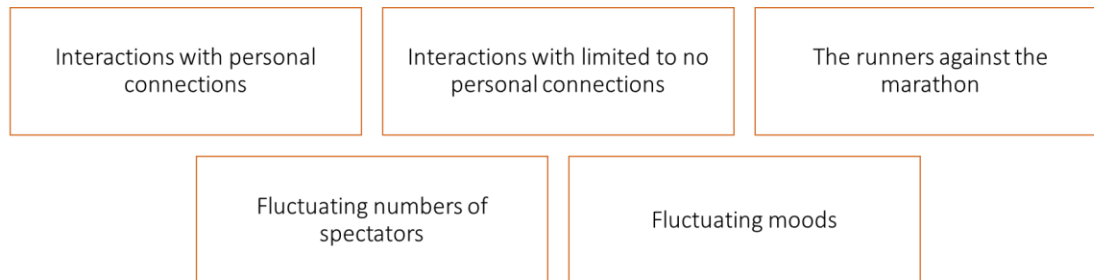 Interactions with personal
connections
Interactions with limited to no
personal connections
The runners against the
marathon
Fluctuating numbers of
spectators
Fluctuating moods